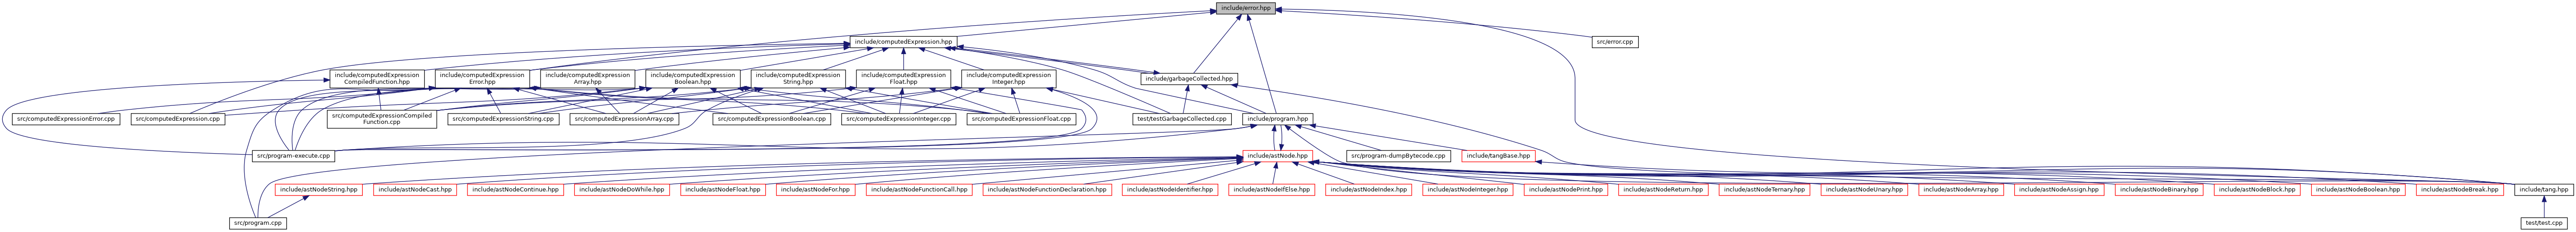 include/error.hpp
include/computedExpression.hpp
src/error.cpp
include/computedExpression
CompiledFunction.hpp
include/computedExpression
Error.hpp
include/computedExpression
Array.hpp
include/computedExpression
Boolean.hpp
include/computedExpression
String.hpp
include/computedExpression
Float.hpp
include/computedExpression
Integer.hpp
include/garbageCollected.hpp
src/computedExpressionError.cpp
src/computedExpression.cpp
src/computedExpressionCompiled
Function.cpp
src/computedExpressionString.cpp
src/computedExpressionArray.cpp
src/computedExpressionBoolean.cpp
src/computedExpressionInteger.cpp
src/computedExpressionFloat.cpp
test/testGarbageCollected.cpp
include/program.hpp
src/program-execute.cpp
include/astNode.hpp
src/program-dumpBytecode.cpp
include/tangBase.hpp
include/astNodeString.hpp
include/astNodeCast.hpp
include/astNodeContinue.hpp
include/astNodeDoWhile.hpp
include/astNodeFloat.hpp
include/astNodeFor.hpp
include/astNodeFunctionCall.hpp
include/astNodeFunctionDeclaration.hpp
include/astNodeIdentifier.hpp
include/astNodeIfElse.hpp
include/astNodeIndex.hpp
include/astNodeInteger.hpp
include/astNodePrint.hpp
include/astNodeReturn.hpp
include/astNodeTernary.hpp
include/astNodeUnary.hpp
include/astNodeArray.hpp
include/astNodeAssign.hpp
include/astNodeBinary.hpp
include/astNodeBlock.hpp
include/astNodeBoolean.hpp
include/astNodeBreak.hpp
include/tang.hpp
src/program.cpp
test/test.cpp